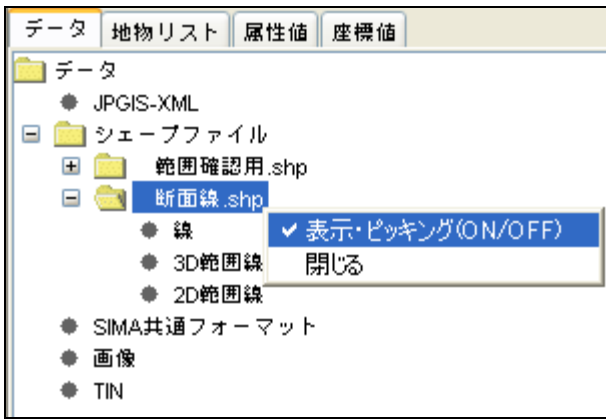 データ 地物リスト 属性値 座標値
データ
JPGIS-XML
シェープファイル
範囲確認用.shp
断面線.shp
線 ✓ 表示・ピッキング(ON/OFF)
3D範囲線 閉じる
2D範囲線
SIMA共通フォーマット
画像
TIN